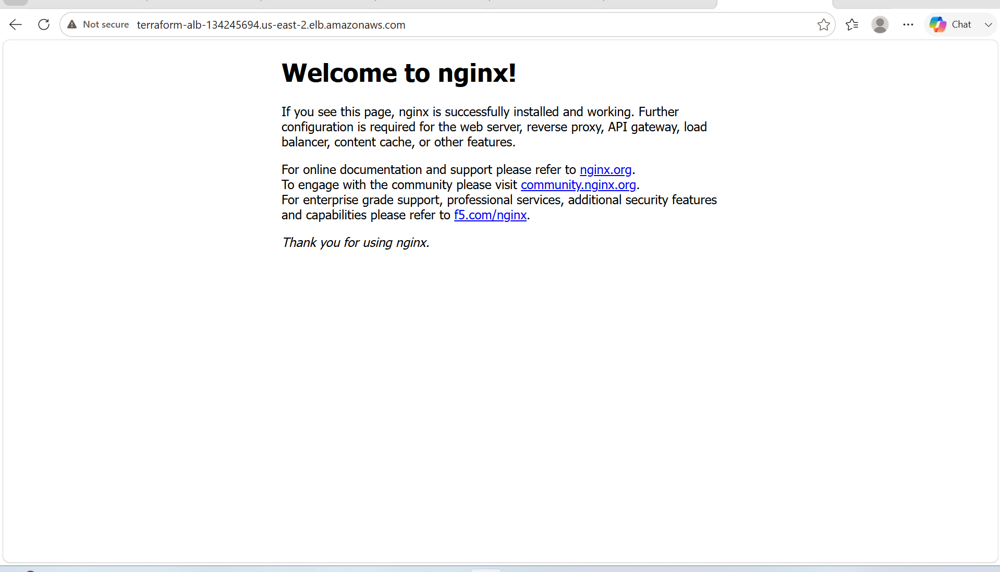 Not secure terraform-alb-134245694.us-east-2.elb.amazonaws.com Chat
Welcome to nginx!
If you see this page, nginx is successfully installed and working. Further
configuration is required for the web server, reverse proxy, API gateway, load
balancer, content cache, or other features.
For online documentation and support please refer to nginx.org.
To engage with the community please visit community.nginx.org.
For enterprise grade support, professional services, additional security features
and capabilities please refer to f5.com/nginx.
Thank you for using nginx.